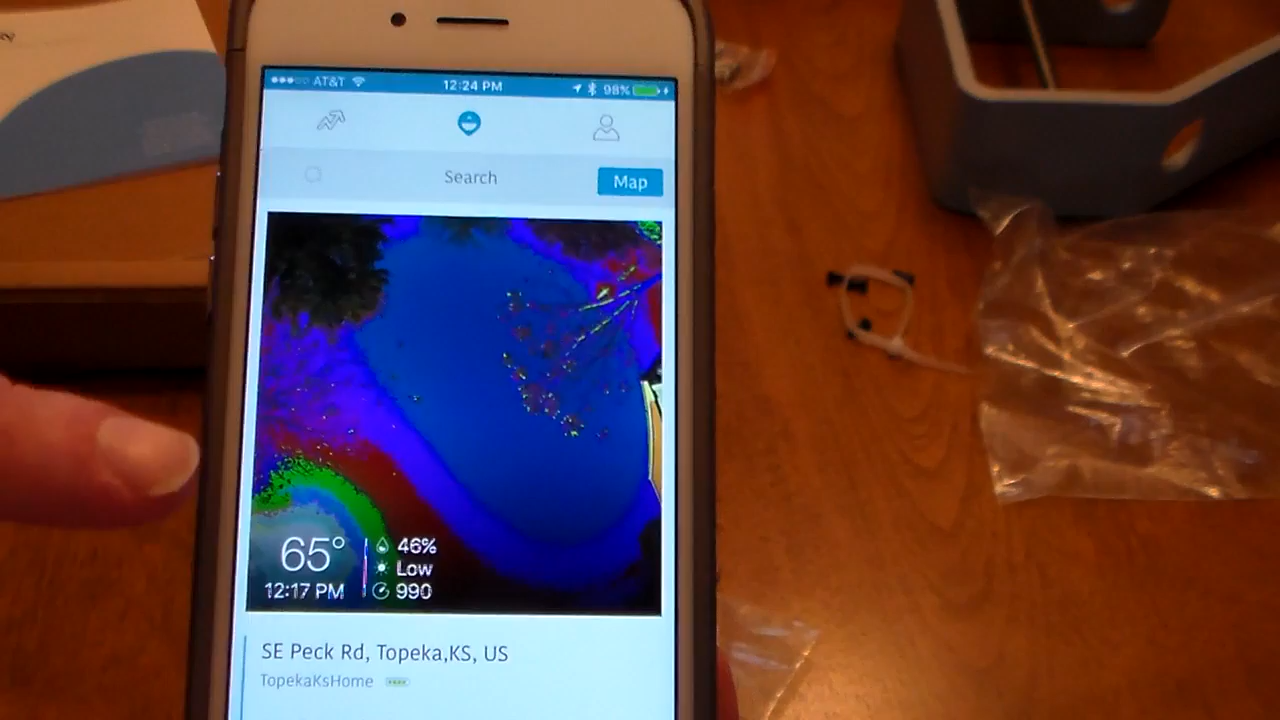 AT&T 12:24 PM 98%
Search
Map
65° 46%
Low
12:17 PM 990
SE Peck Rd, Topeka,KS, US
TopekaKsHome